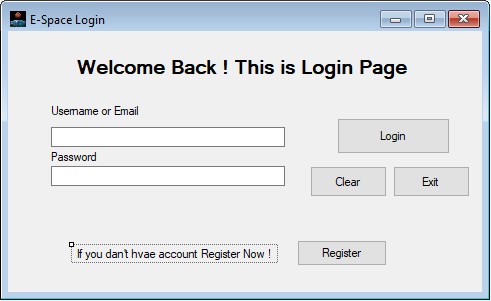 E-Space Login
Welcome Back ! This is Login Page
Username or Email
Login
Password
Clear
Exit
If you dan't hvae account Register Now !
Register